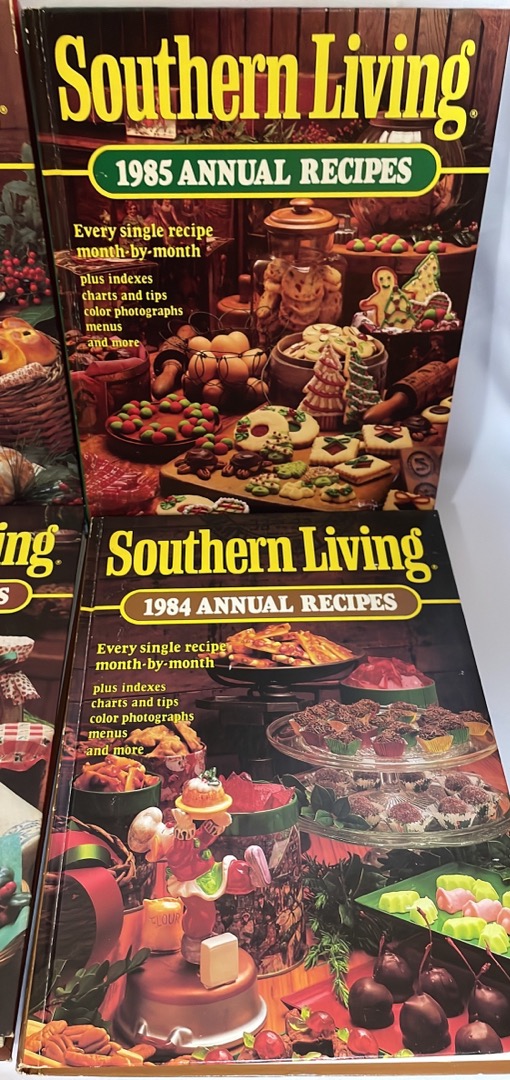 Southern Living®
1985 ANNUAL RECIPES
Every single recipe
month-by-month
plus indexes
charts and tips
color photographs
menus
and more
®
ing®
S
Southern Living®
1984 ANNUAL RECIPES
Every single recipe
month-by-month
plus indexes
charts and tips
color photographs
menus
and more
FLOUR